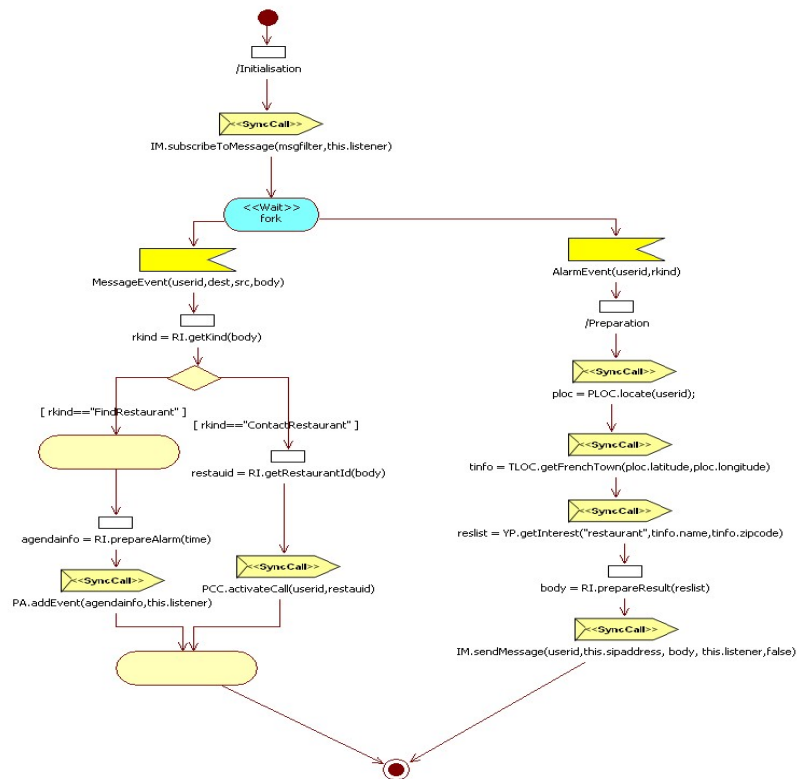 /Initialisation
<<SyncCall>>
IM.subscribeToMessage(msgfilter,this.listener)
<<Wait>>
fork
MessageEvent(userid,dest,src,body)
rkind = RI.getKind(body)
[ rkind=="FindRestaurant" ]
[ rkind=="ContactRestaurant" ]
restauid = RI.getRestaurantId(body)
agendainfo = RI.prepareAlarm(time)
<<SyncCall>>
PA.addEvent(agendainfo,this.listener)
<<SyncCall>>
PCC.activateCall(userid,restauid)
AlarmEvent(userid,rkind)
/Preparation
<<SyncCall>>
ploc = PLOC.locate(userid);
<<SyncCall>>
tinfo = TLOC.getFrenchTown(ploc.latitude,ploc.longitude)
<<SyncCall>>
reslist = YP.getInterest("restaurant",tinfo.name,tinfo.zipcode)
body = RI.prepareResult(reslist)
<<SyncCall>>
IM.sendMessage(userid,this.sipaddress, body, this.listener,false)